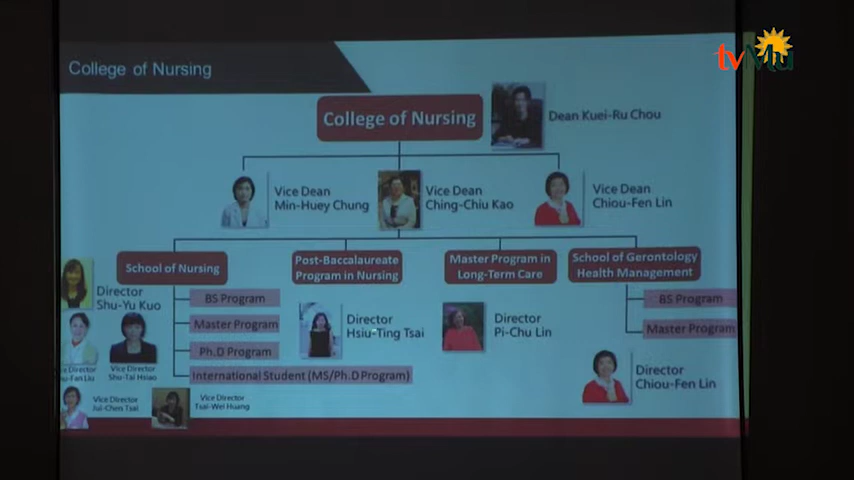 tvMu
College of Nursing
College of Nursing
Dean Kuei-Ru Chou
Vice Dean
Min-Huey Chung
Vice Dean
Ching-Chiu Kao
Vice Dean
Chiou-Fen Lin
School of Nursing
Post-Baccalaureate
Program in Nursing
Master Program in
Long-Term Care
School of Gerontology
Health Management
Director
Shu-Yu Kuo
BS Program
Master Program
Ph.D Program
International Student (MS/Ph.D Program)
Director
Hsiu-Ting Tsai
Director
Pi-Chu Lin
BS Program
Master Program
Director
Chiou-Fen Lin
Director
Liu
Vice Director
Shu-Tai Hsiao
Vice Director
Jui-Chen Tsai
Vice Director
Tsai-Wei Huang